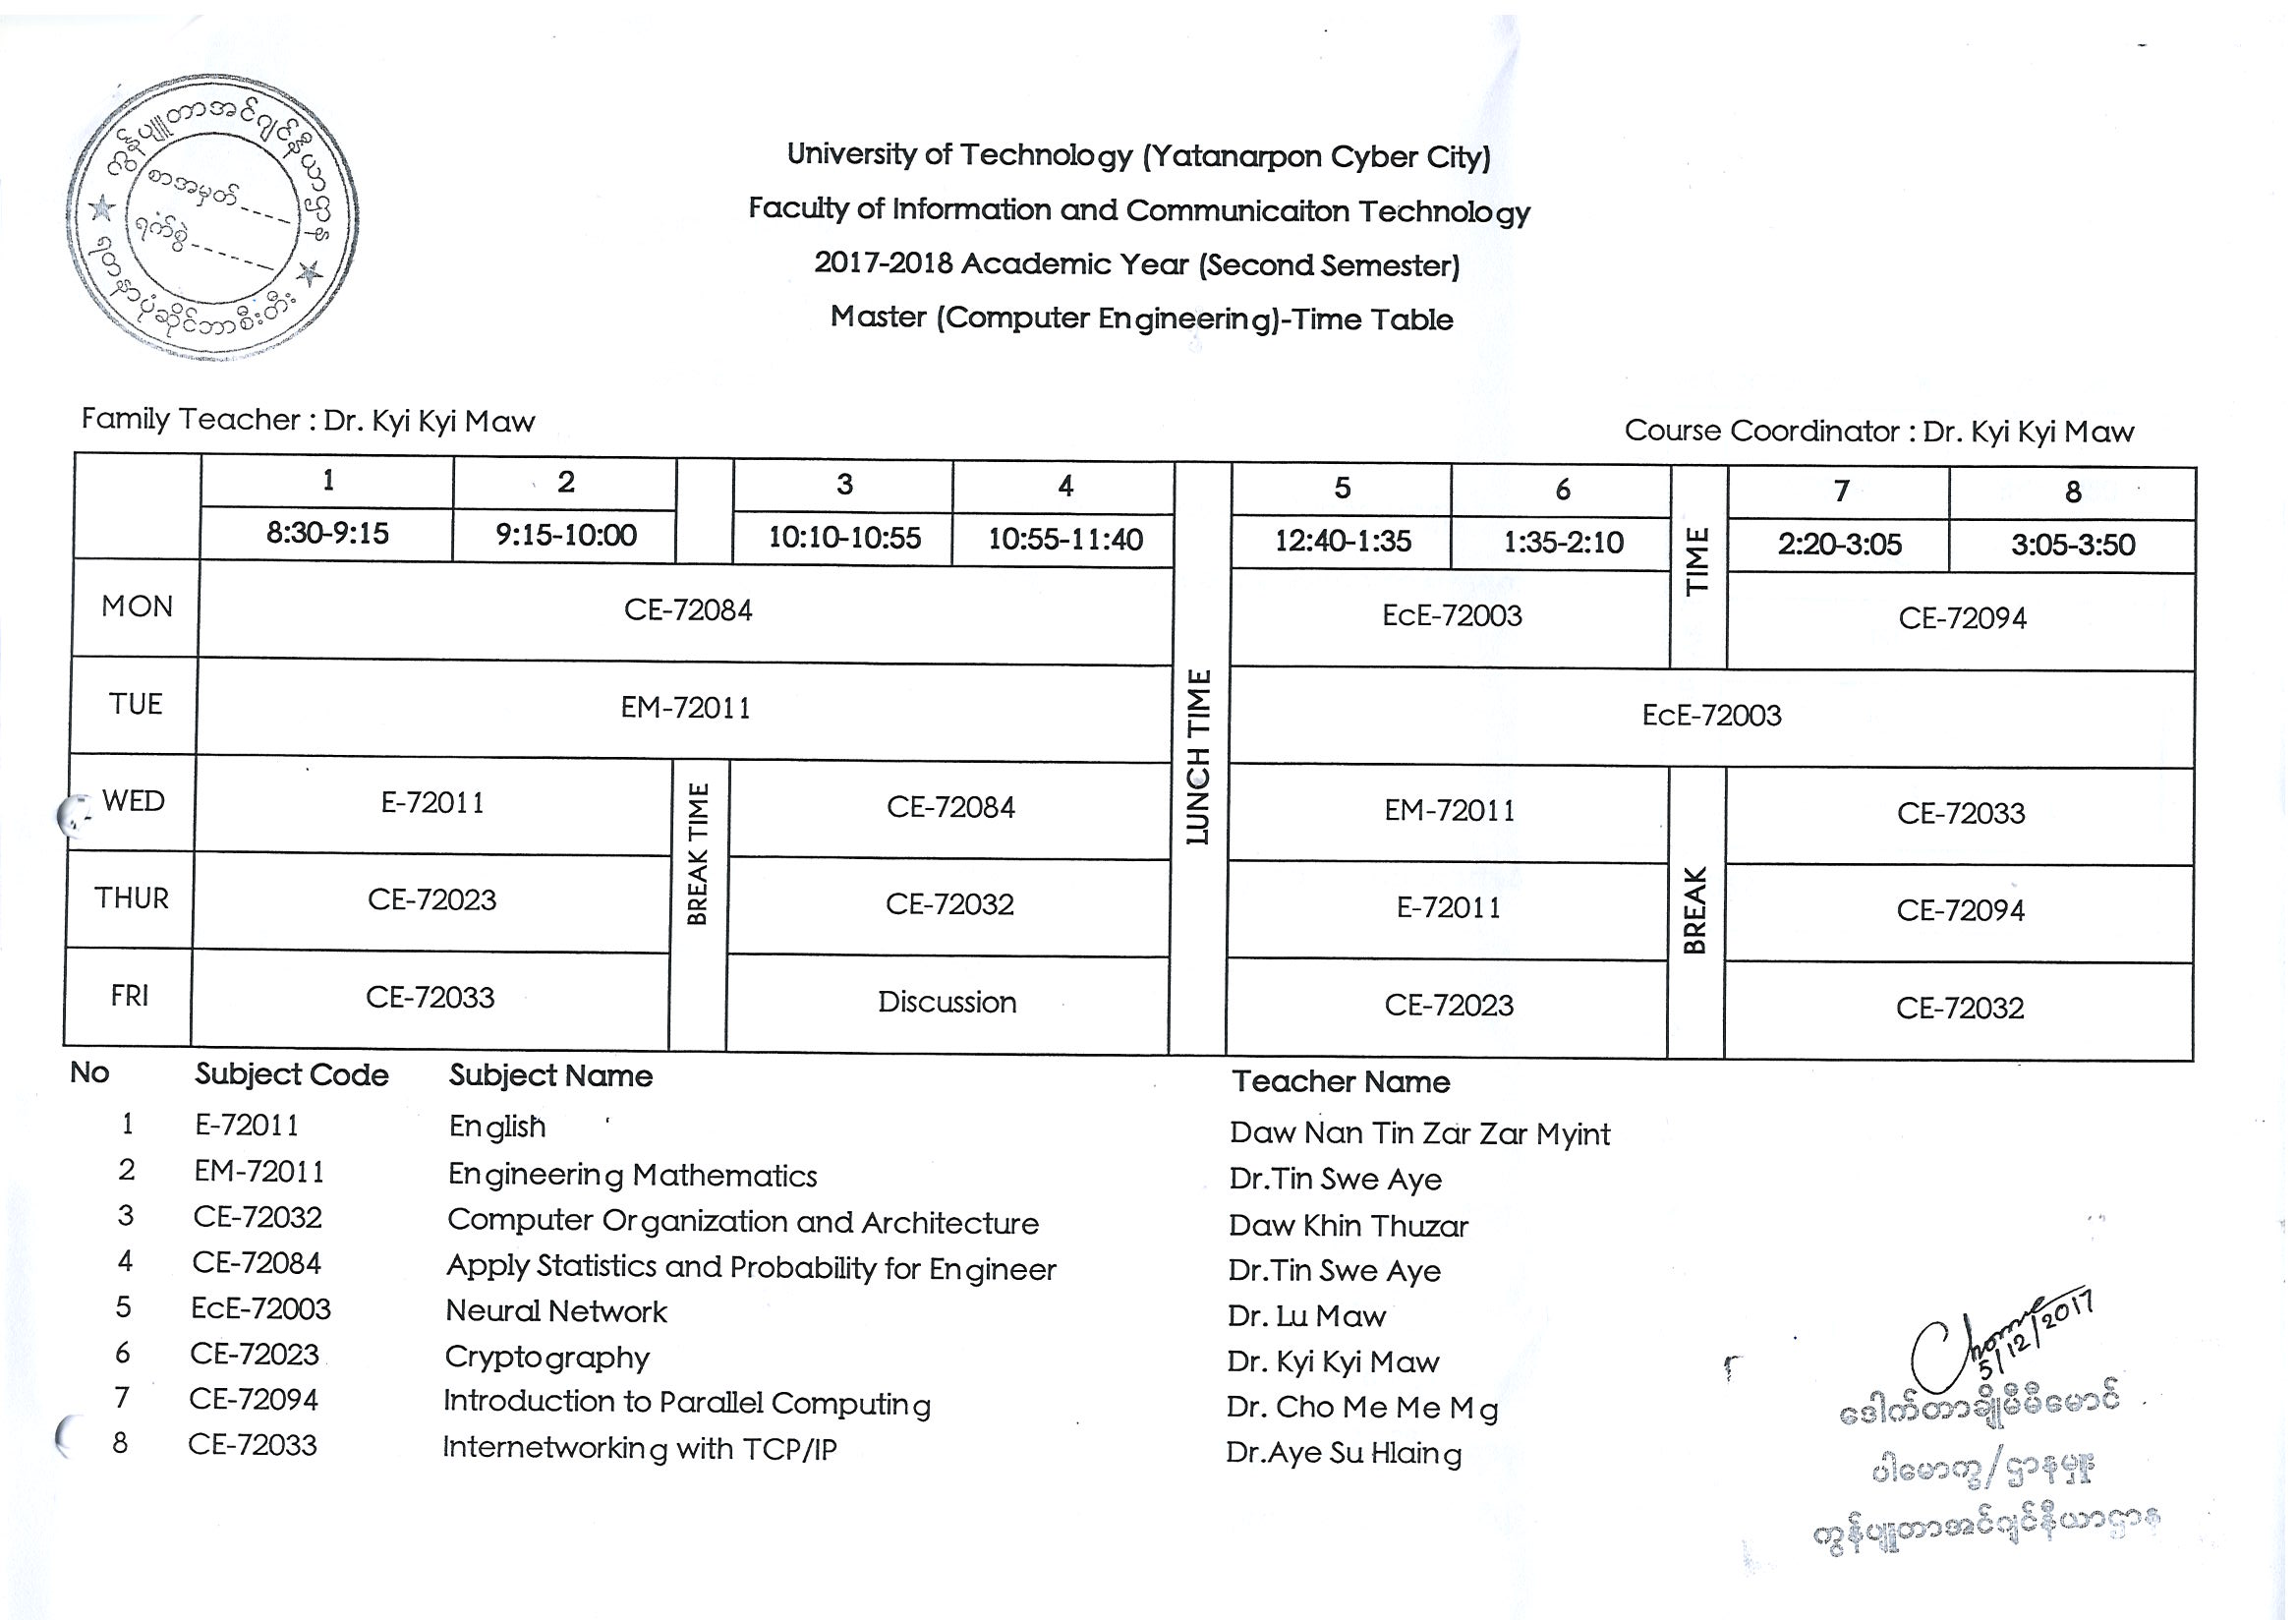 ကွန်ပျူတာအင်ဂျင်နီယာဌာန
စာအမှတ်
ရက်စွဲ
ရတနာပုံဆိုင်ဘာစီးတီး
University of Technology (Yatanarpon Cyber City)
Faculty of Information and Communicaiton Technology
2017-2018 Academic Year (Second Semester)
Master (Computer Engineering)-Time Table
Family Teacher : Dr. Kyi Kyi Maw
Course Coordinator : Dr. Kyi Kyi Maw
1 2 3 4 5 6 7 8
8:30-9:15 9:15-10:00 10:10-10:55 10:55-11:40 12:40-1:35 1:35-2:10 TIME 2:20-3:05 3:05-3:50
MON CE-72084 EcE-72003 CE-72094
TUE EM-72011 LUNCH TIME EcE-72003
WED E-72011 BREAK TIME CE-72084 EM-72011 CE-72033
THUR CE-72023 CE-72032 E-72011 BREAK CE-72094
FRI CE-72033 Discussion CE-72023 CE-72032
No Subject Code Subject Name Teacher Name
1 E-72011 English Daw Nan Tin Zar Zar Myint
2 EM-72011 Engineering Mathematics Dr.Tin Swe Aye
3 CE-72032 Computer Organization and Architecture Daw Khin Thuzar
4 CE-72084 Apply Statistics and Probability for Engineer Dr.Tin Swe Aye
5 EcE-72003 Neural Network Dr. Lu Maw
6 CE-72023 Cryptography Dr. Kyi Kyi Maw
7 CE-72094 Introduction to Parallel Computing Dr. Cho Me Me Mg
8 CE-72033 Internetworking with TCP/IP Dr.Aye Su Hlaing
5/12/2017
ဒေါက်တာချိုမီမီမောင်
ပါမောက္ခ/ဌာနမှူး
ကွန်ပျူတာအင်ဂျင်နီယာဌာန